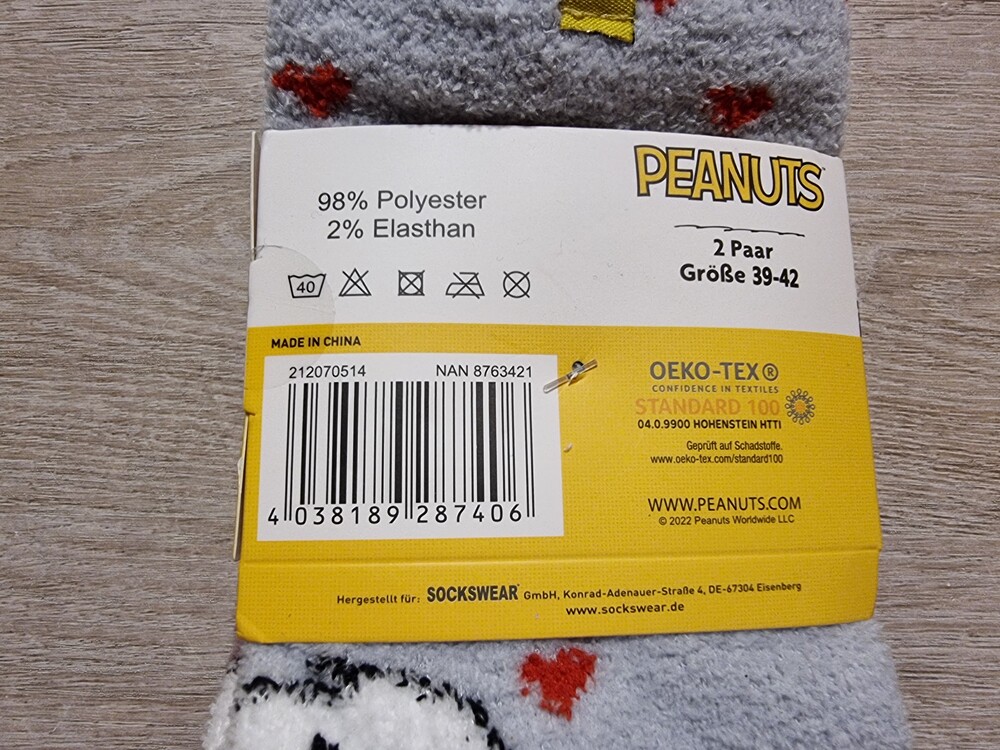 98% Polyester
2% Elasthan
40
PEANUTS
2 Paar
Größe 39-42
MADE IN CHINA
212070514 NAN 8763421
4 038189 287406
OEKO-TEX®
CONFIDENCE IN TEXTILES
STANDARD 100
04.0.9900 HOHENSTEIN HTTI
Geprüft auf Schadstoffe.
www.oeko-tex.com/standard100
WWW.PEANUTS.COM
© 2022 Peanuts Worldwide LLC
Hergestellt für: SOCKSWEAR® GmbH, Konrad-Adenauer-Straße 4, DE-67304 Eisenberg
www.sockswear.de